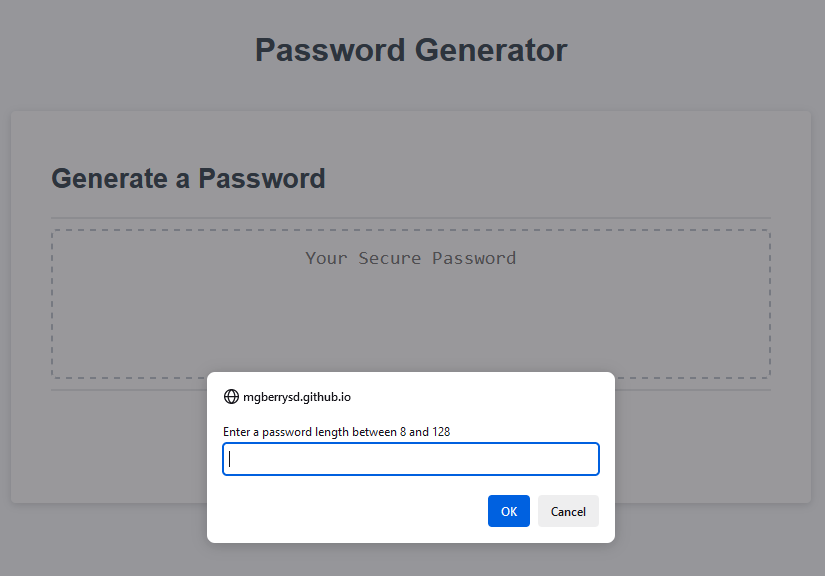 Password Generator
Generate a Password
Your Secure Password
mgberrysd.github.io
Enter a password length between 8 and 128
OK
Cancel